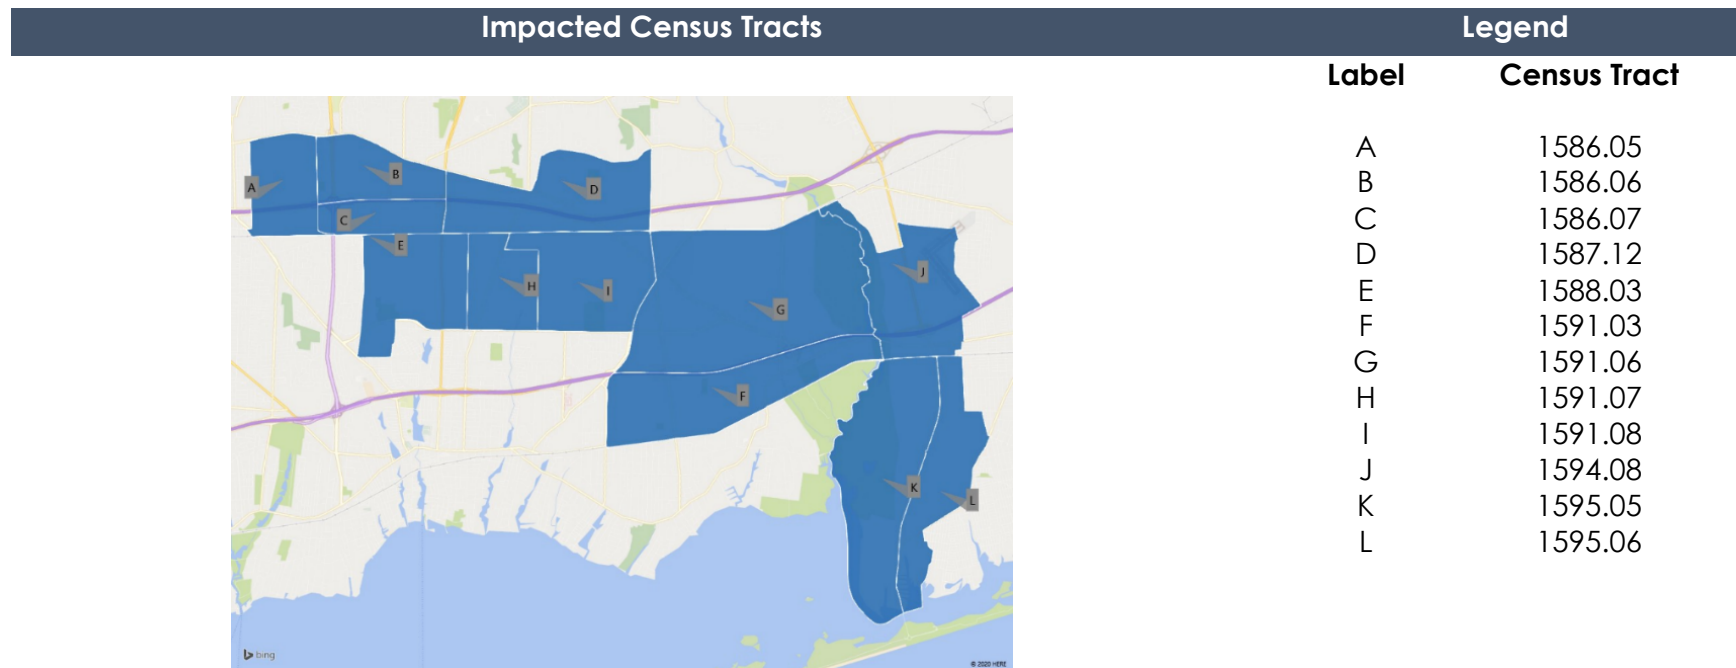 Impacted Census Tracts Legend
Label Census Tract
A 1586.05
B 1586.06
C 1586.07
D 1587.12
E 1588.03
F 1591.03
G 1591.06
H 1591.07
I 1591.08
J 1594.08
K 1595.05
L 1595.06
B
A
D
C
E
J
H
I
G
F
K
L
bing
© 2020 HERE